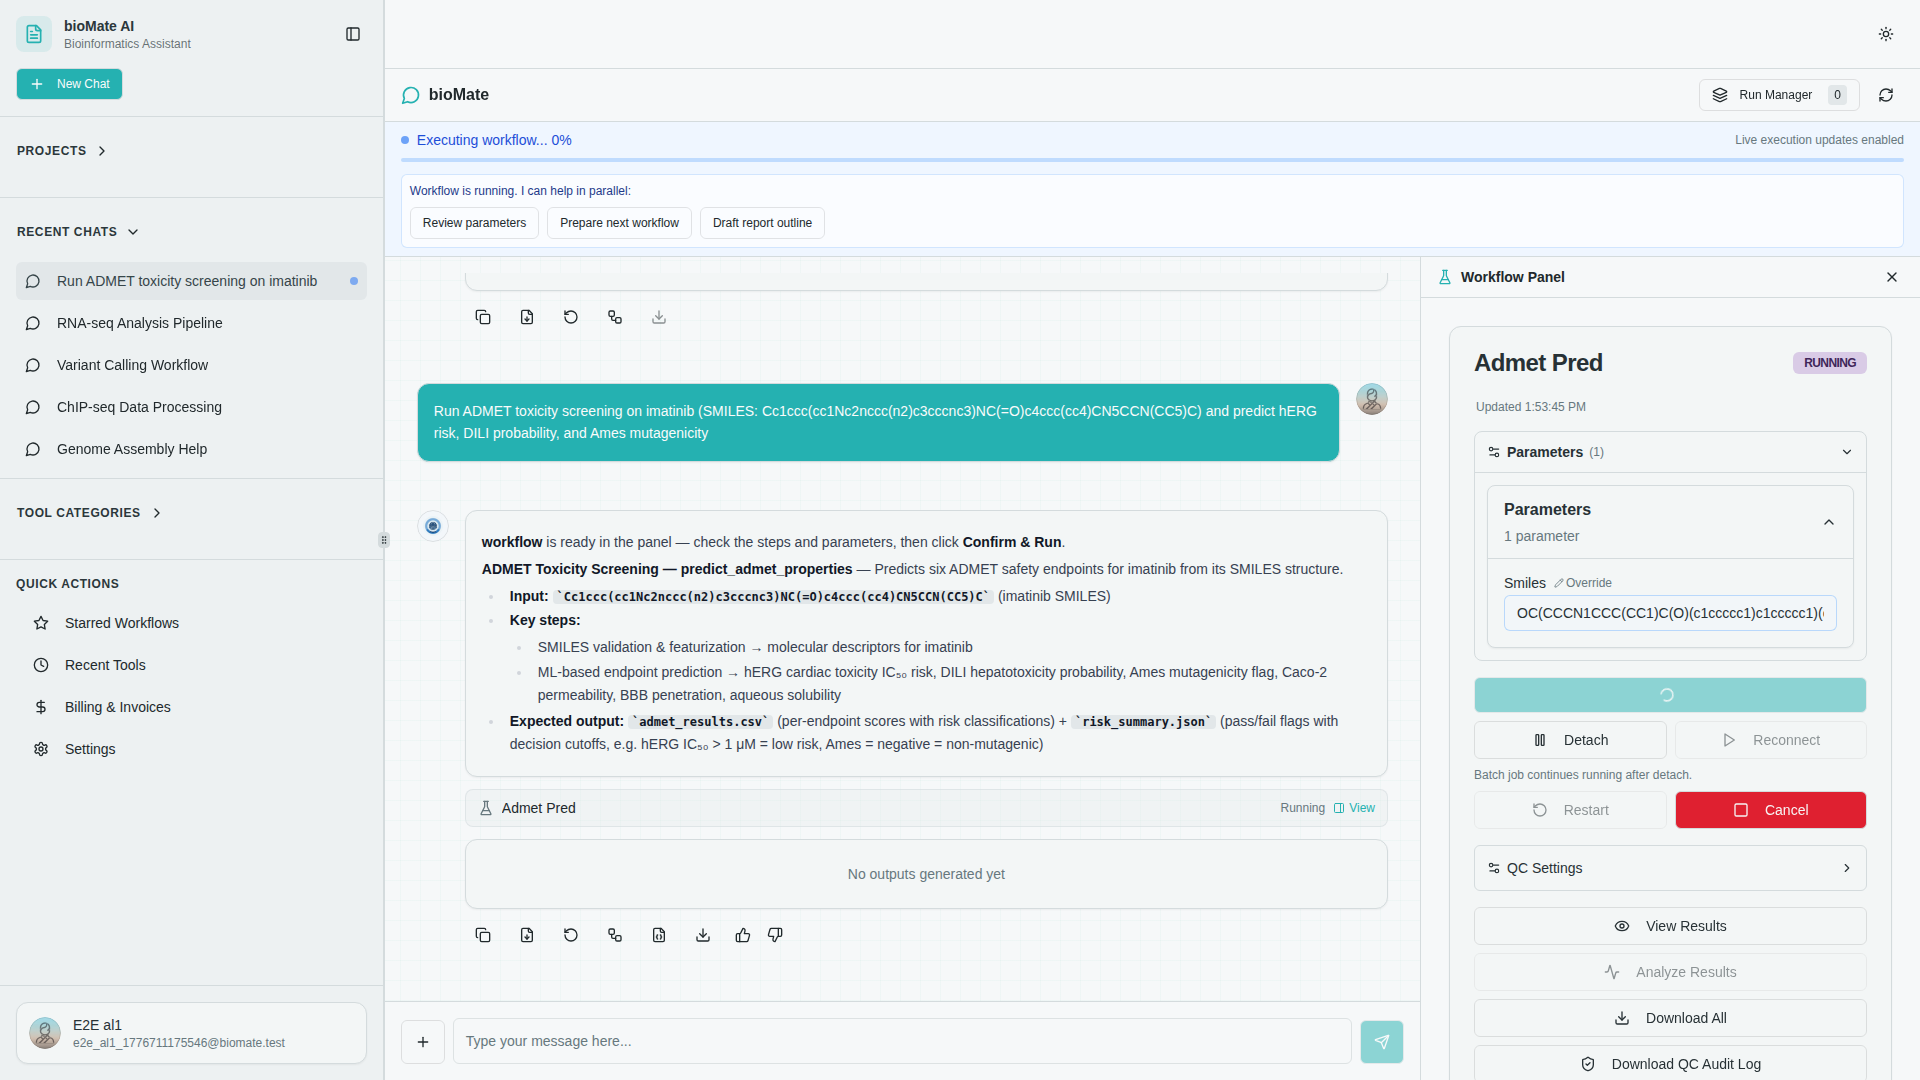 bioMate AI
Bioinformatics Assistant
New Chat
PROJECTS
RECENT CHATS
Run ADMET toxicity screening on imatinib
RNA-seq Analysis Pipeline
Variant Calling Workflow
ChIP-seq Data Processing
Genome Assembly Help
TOOL CATEGORIES
QUICK ACTIONS
Starred Workflows
Recent Tools
Billing & Invoices
Settings
E2E al1
e2e_al1_1776711175546@biomate.test
bioMate
Run Manager 0
Executing workflow... 0%
Live execution updates enabled
Workflow is running. I can help in parallel:
Review parameters
Prepare next workflow
Draft report outline
Run ADMET toxicity screening on imatinib (SMILES: Cc1ccc(cc1Nc2nccc(n2)c3cccnc3)NC(=O)c4ccc(cc4)CN5CCN(CC5)C) and predict hERG
risk, DILI probability, and Ames mutagenicity
workflow is ready in the panel — check the steps and parameters, then click Confirm & Run.
ADMET Toxicity Screening — predict_admet_properties — Predicts six ADMET safety endpoints for imatinib from its SMILES structure.
Input: `Cc1ccc(cc1Nc2nccc(n2)c3cccnc3)NC(=O)c4ccc(cc4)CN5CCN(CC5)C` (imatinib SMILES)
Key steps:
SMILES validation & featurization → molecular descriptors for imatinib
ML-based endpoint prediction → hERG cardiac toxicity IC₅₀ risk, DILI hepatotoxicity probability, Ames mutagenicity flag, Caco-2
permeability, BBB penetration, aqueous solubility
Expected output: `admet_results.csv` (per-endpoint scores with risk classifications) + `risk_summary.json` (pass/fail flags with
decision cutoffs, e.g. hERG IC₅₀ > 1 μM = low risk, Ames = negative = non-mutagenic)
Admet Pred
Running View
No outputs generated yet
Type your message here...
Workflow Panel
Admet Pred
RUNNING
Updated 1:53:45 PM
Parameters (1)
Parameters
1 parameter
Smiles Override
OC(CCCN1CCC(CC1)C(O)(c1ccccc1)c1ccccc1)(
Detach
Reconnect
Batch job continues running after detach.
Restart
Cancel
QC Settings
View Results
Analyze Results
Download All
Download QC Audit Log